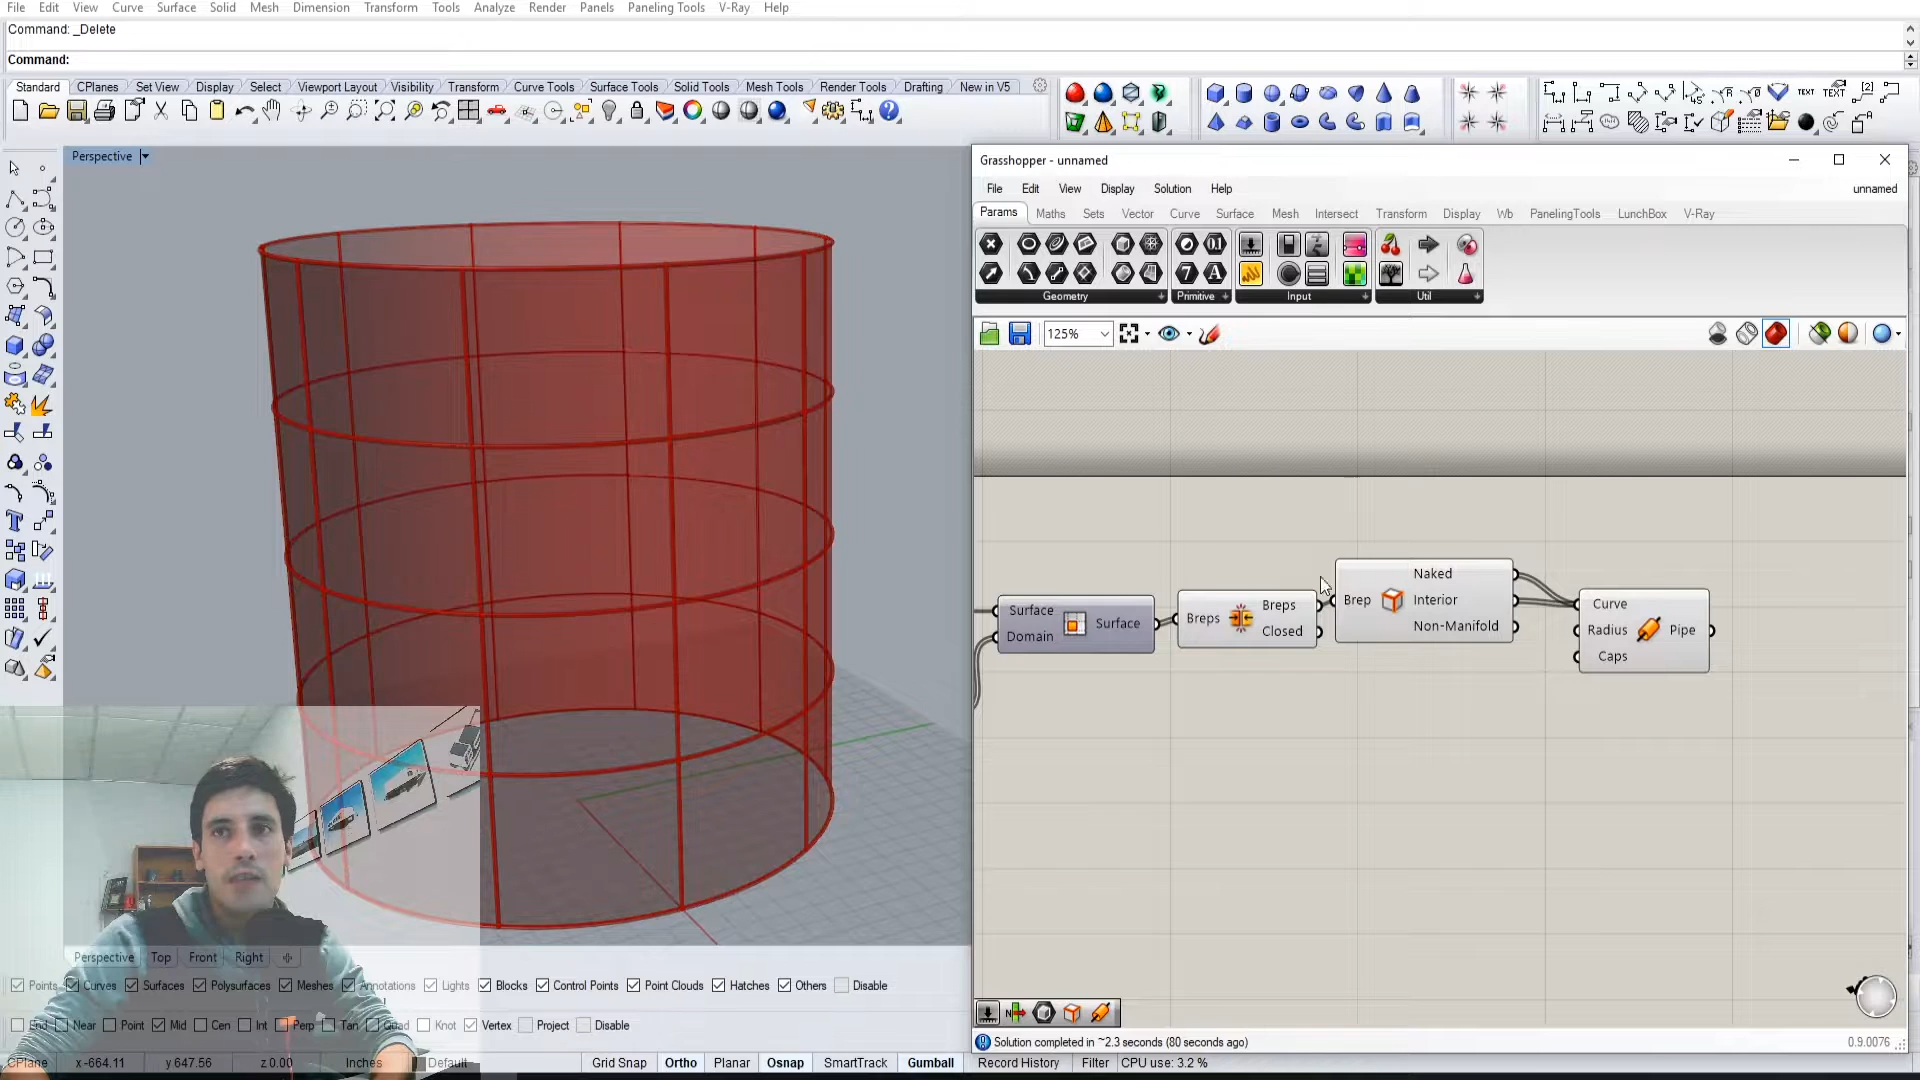 File Edit View Curve Surface Solid Mesh Dimension Transform Tools Analyze Render Panels Paneling Tools V-Ray Help
Command: _Delete
Command:
Standard CPlanes Set View Display Select Viewport Layout Visibility Transform Curve Tools Surface Tools Solid Tools Mesh Tools Render Tools Drafting New in V5
Perspective
Grasshopper - unnamed
File Edit View Display Solution Help unnamed
Params Maths Sets Vector Curve Surface Mesh Intersect Transform Display Wb PanelingTools LunchBox V-Ray
Geometry Primitive Input Util
125%
Surface
Domain
Surface
Breps
Breps
Closed
Brep
Naked
Interior
Non-Manifold
Curve
Radius
Caps
Pipe
Perspective Top Front Right
Points Curves Surfaces Polysurfaces Meshes Annotations Lights Blocks Control Points Point Clouds Hatches Others Disable
End Near Point Mid Cen Int Perp Tan Quad Knot Vertex Project Disable
Solution completed in ~2.3 seconds (80 seconds ago) 0.9.0076
CPlane x -664.11 y 647.56 z 0.00 Inches Default Grid Snap Ortho Planar Osnap SmartTrack Gumball Record History Filter CPU use: 3.2 %